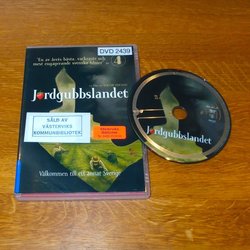 DVD 2439
"En av årets bästa, vackraste och
mest engagerande svenska filmer"
4
Jordgubbslandet
SÅLD AV
VÄSTERVIKS
KOMMUNBIBLIOTEK
Välkommen till ett annat Sverige
Jordgubbslandet